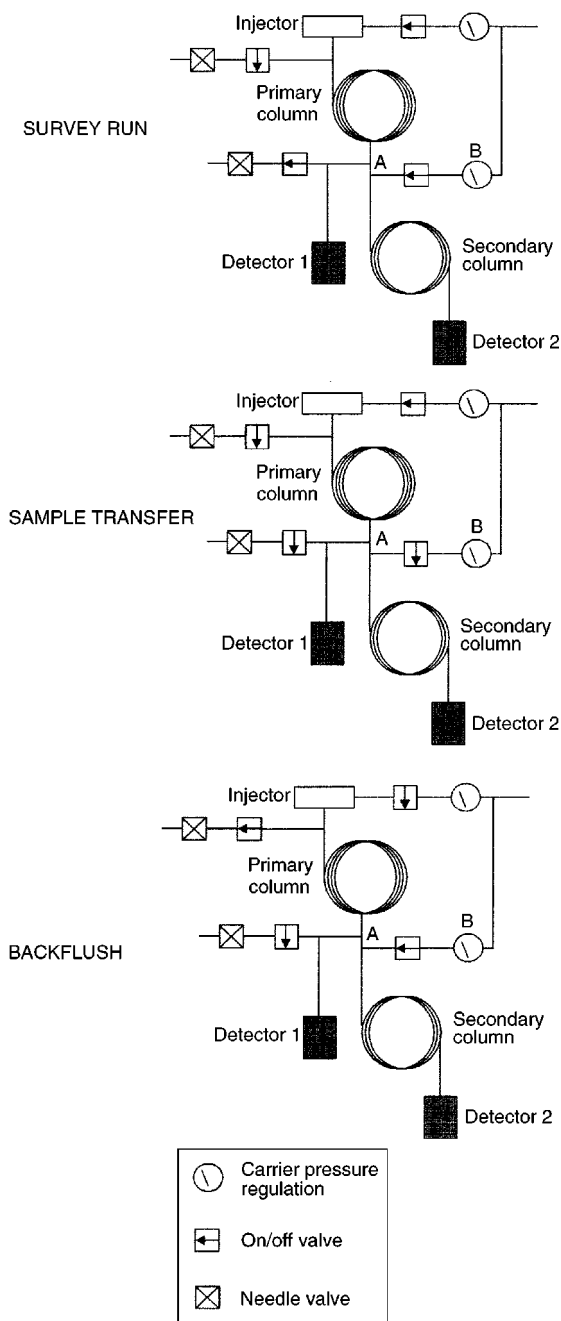 Injector
Primary
column
SURVEY RUN
A
B
Detector 1
Secondary
column
Detector 2
Injector
Primary
column
SAMPLE TRANSFER
A
B
Detector 1
Secondary
column
Detector 2
Injector
Primary
column
BACKFLUSH
A
B
Detector 1
Secondary
column
Detector 2
Carrier pressure
regulation
On/off valve
Needle valve